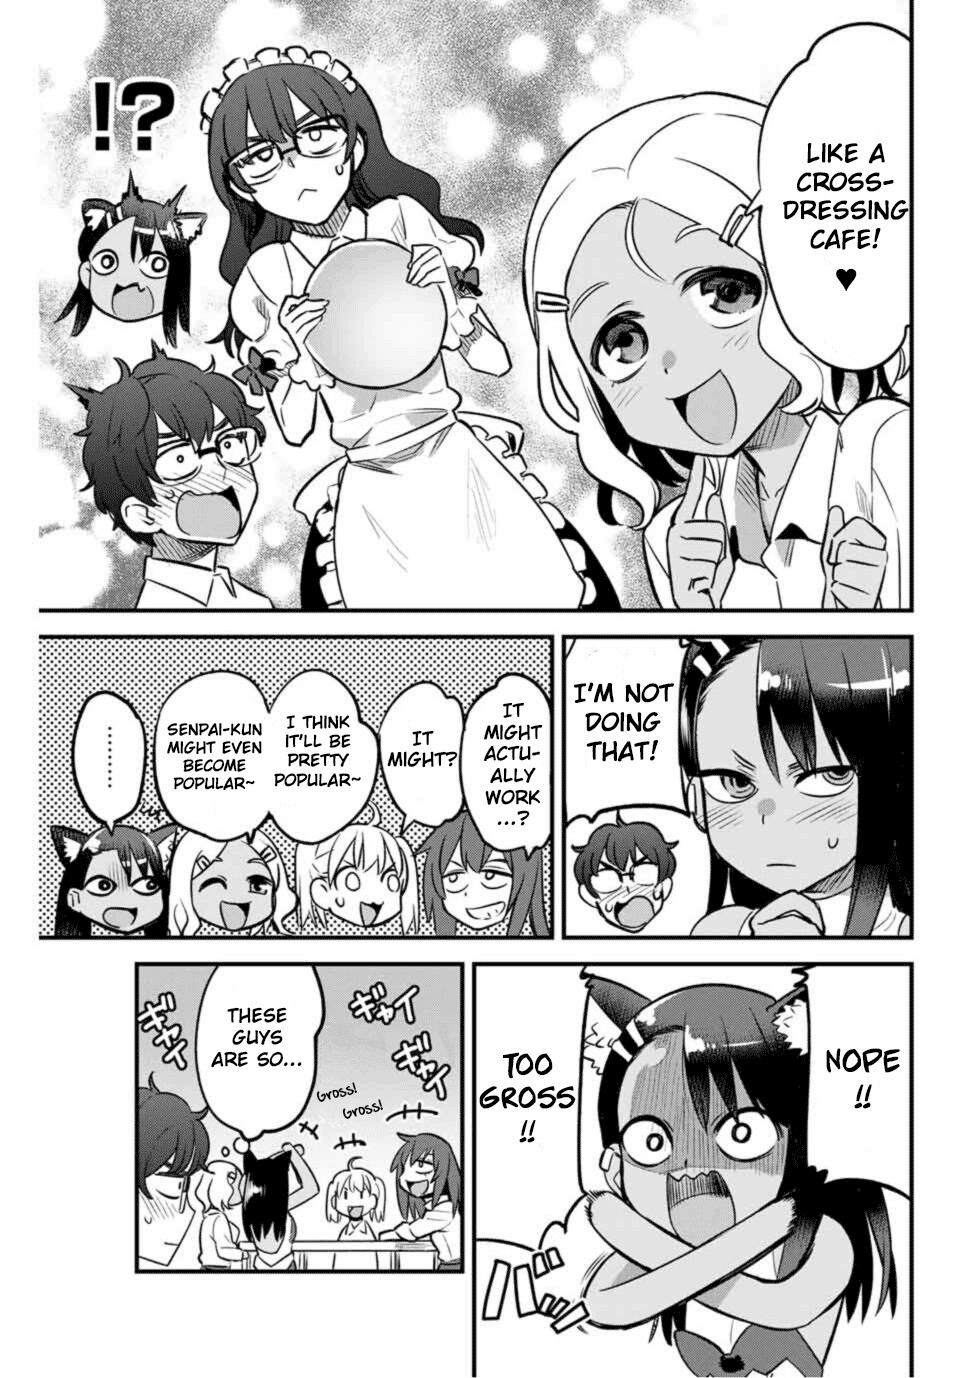 LIKE A
CROSS-
DRESSING
CAFE!
♥
!?
I'M NOT
DOING
THAT!
IT
MIGHT
ACTU-
ALLY
WORK
...?
IT
MIGHT?
I THINK
IT'LL BE
PRETTY
POPULAR~
SENPAI-KUN
MIGHT EVEN
BECOME
POPULAR~
..........
NOPE
!!
TOO
GROSS
!!
THESE
GUYS
ARE SO...
ギャイ
ギャイ
ギャイ
Gross!
Gross!